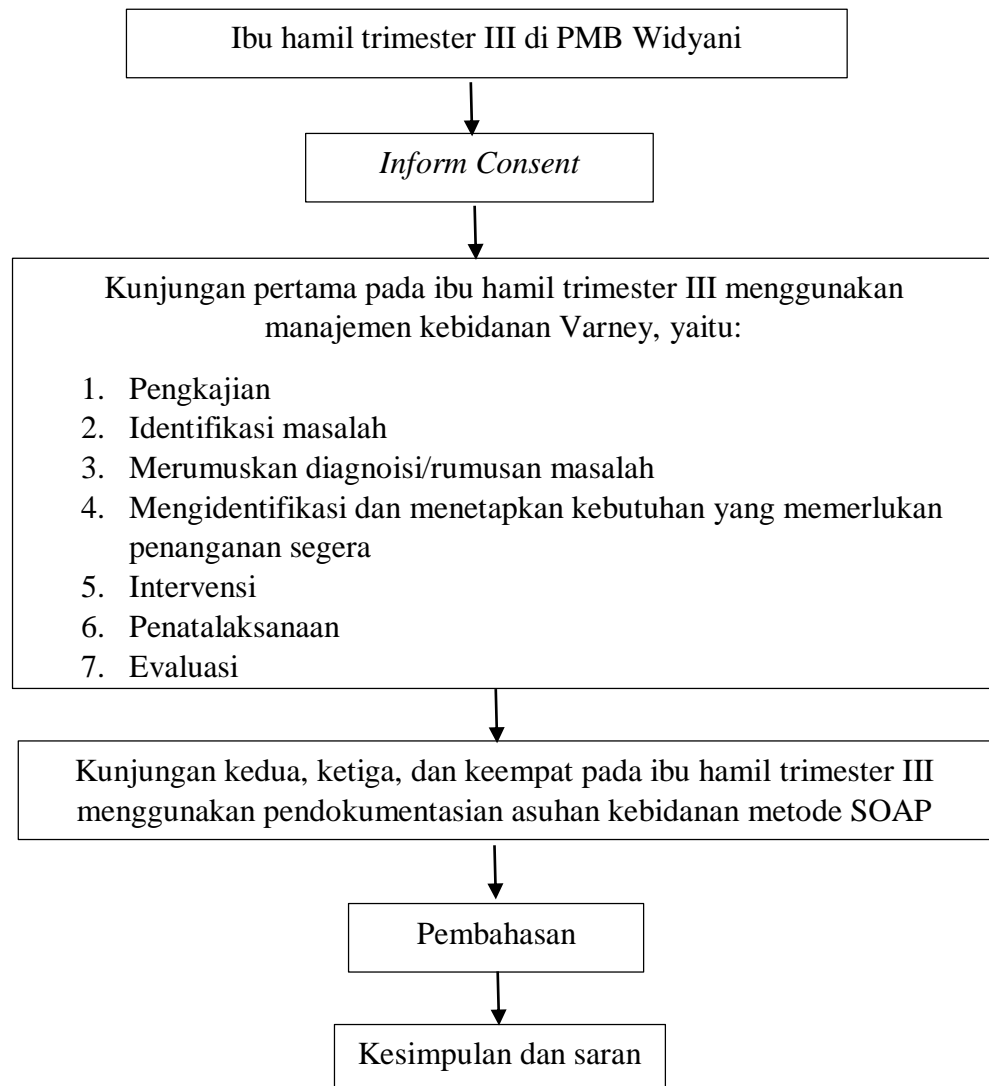 Ibu hamil trimester III di PMB Widyani
Inform Consent
Kunjungan pertama pada ibu hamil trimester III menggunakan
manajemen kebidanan Varney, yaitu:
1. Pengkajian
2. Identifikasi masalah
3. Merumuskan diagnoisi/rumusan masalah
4. Mengidentifikasi dan menetapkan kebutuhan yang memerlukan
penanganan segera
5. Intervensi
6. Penatalaksanaan
7. Evaluasi
Kunjungan kedua, ketiga, dan keempat pada ibu hamil trimester III
menggunakan pendokumentasian asuhan kebidanan metode SOAP
Pembahasan
Kesimpulan dan saran